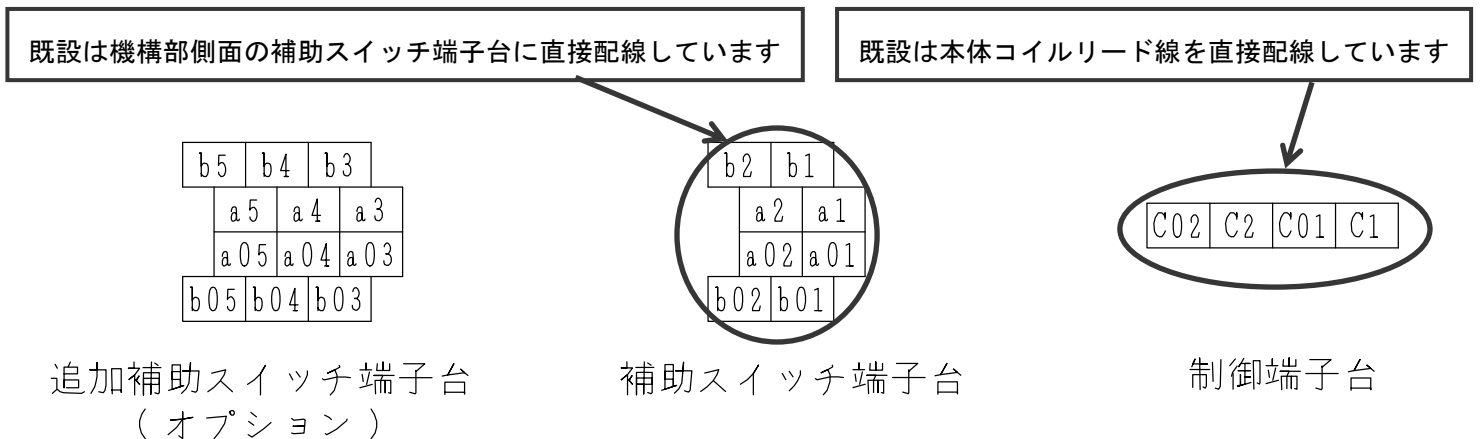 既設は機構部側面の補助スイッチ端子台に直接配線しています
既設は本体コイルリード線を直接配線しています
b5 b4 b3
a5 a4 a3
a05 a04 a03
b05 b04 b03
追加補助スイッチ端子台
(オプション)
b2 b1
a2 a1
a02 a01
b02 b01
補助スイッチ端子台
C02 C2 C01 C1
制御端子台